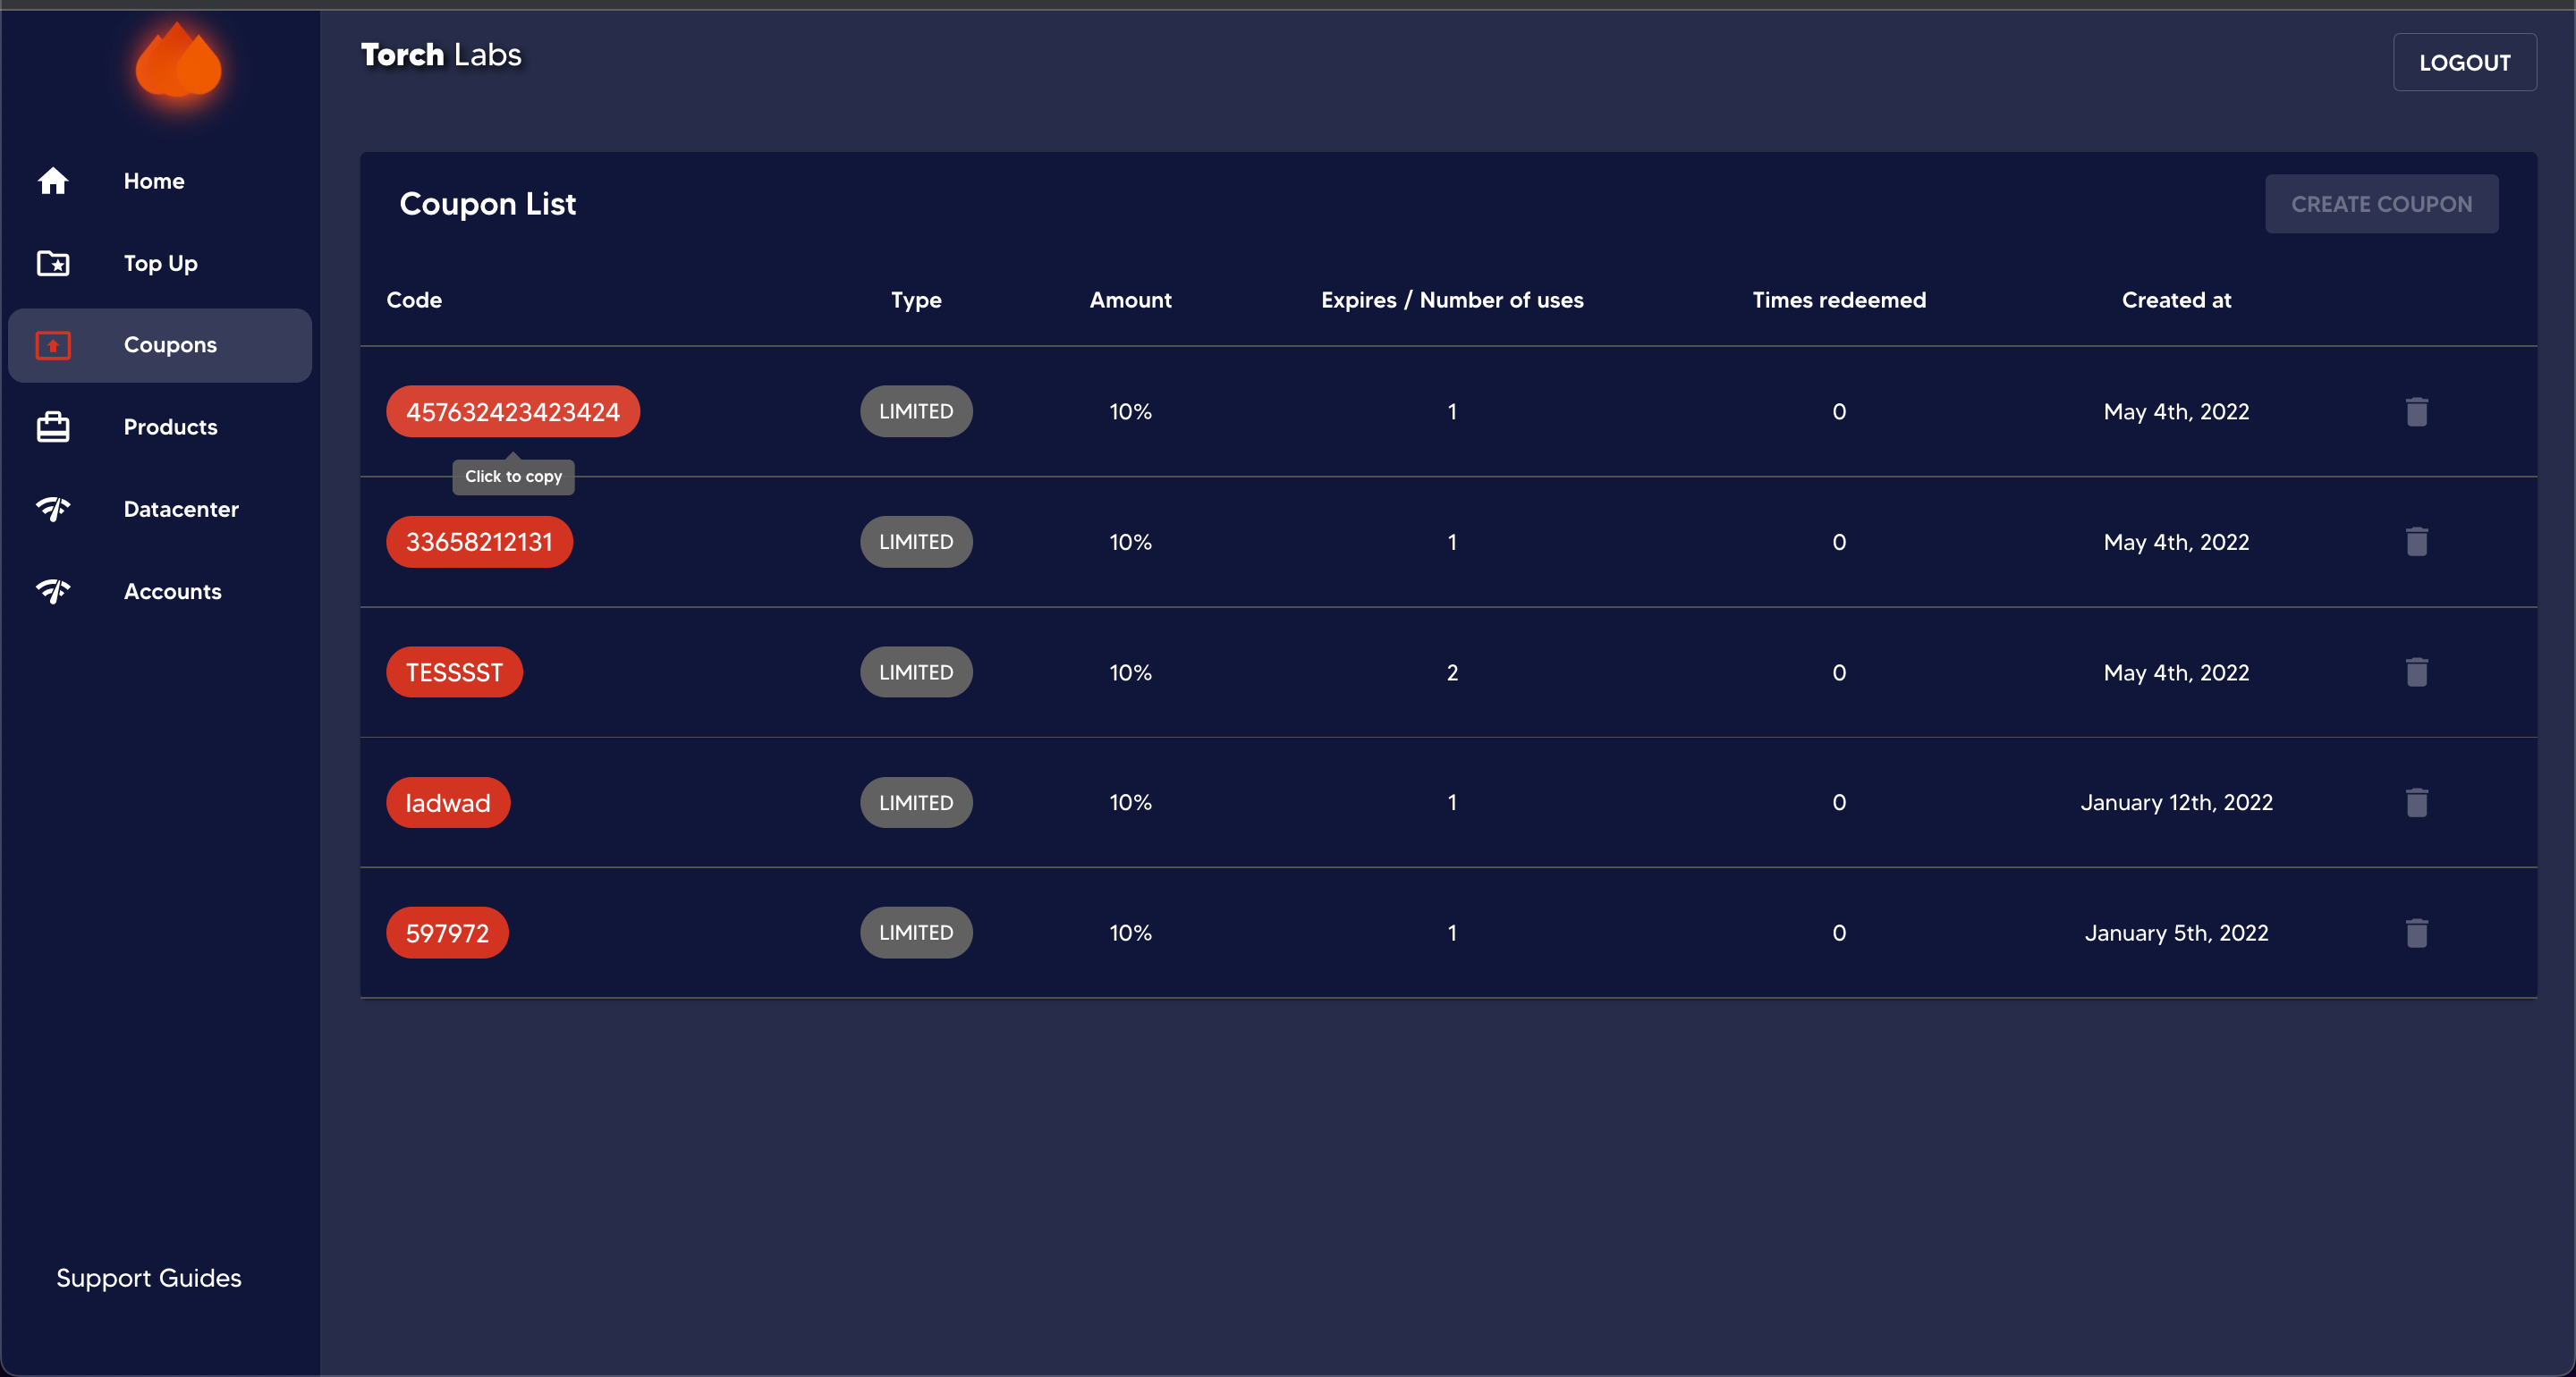 Torch Labs
LOGOUT
Home
Top Up
Coupons
Products
Datacenter
Accounts
Support Guides
Coupon List
CREATE COUPON
Code Type Amount Expires / Number of uses Times redeemed Created at
457632423423424 LIMITED 10% 1 0 May 4th, 2022
Click to copy
33658212131 LIMITED 10% 1 0 May 4th, 2022
TESSSST LIMITED 10% 2 0 May 4th, 2022
ladwad LIMITED 10% 1 0 January 12th, 2022
597972 LIMITED 10% 1 0 January 5th, 2022